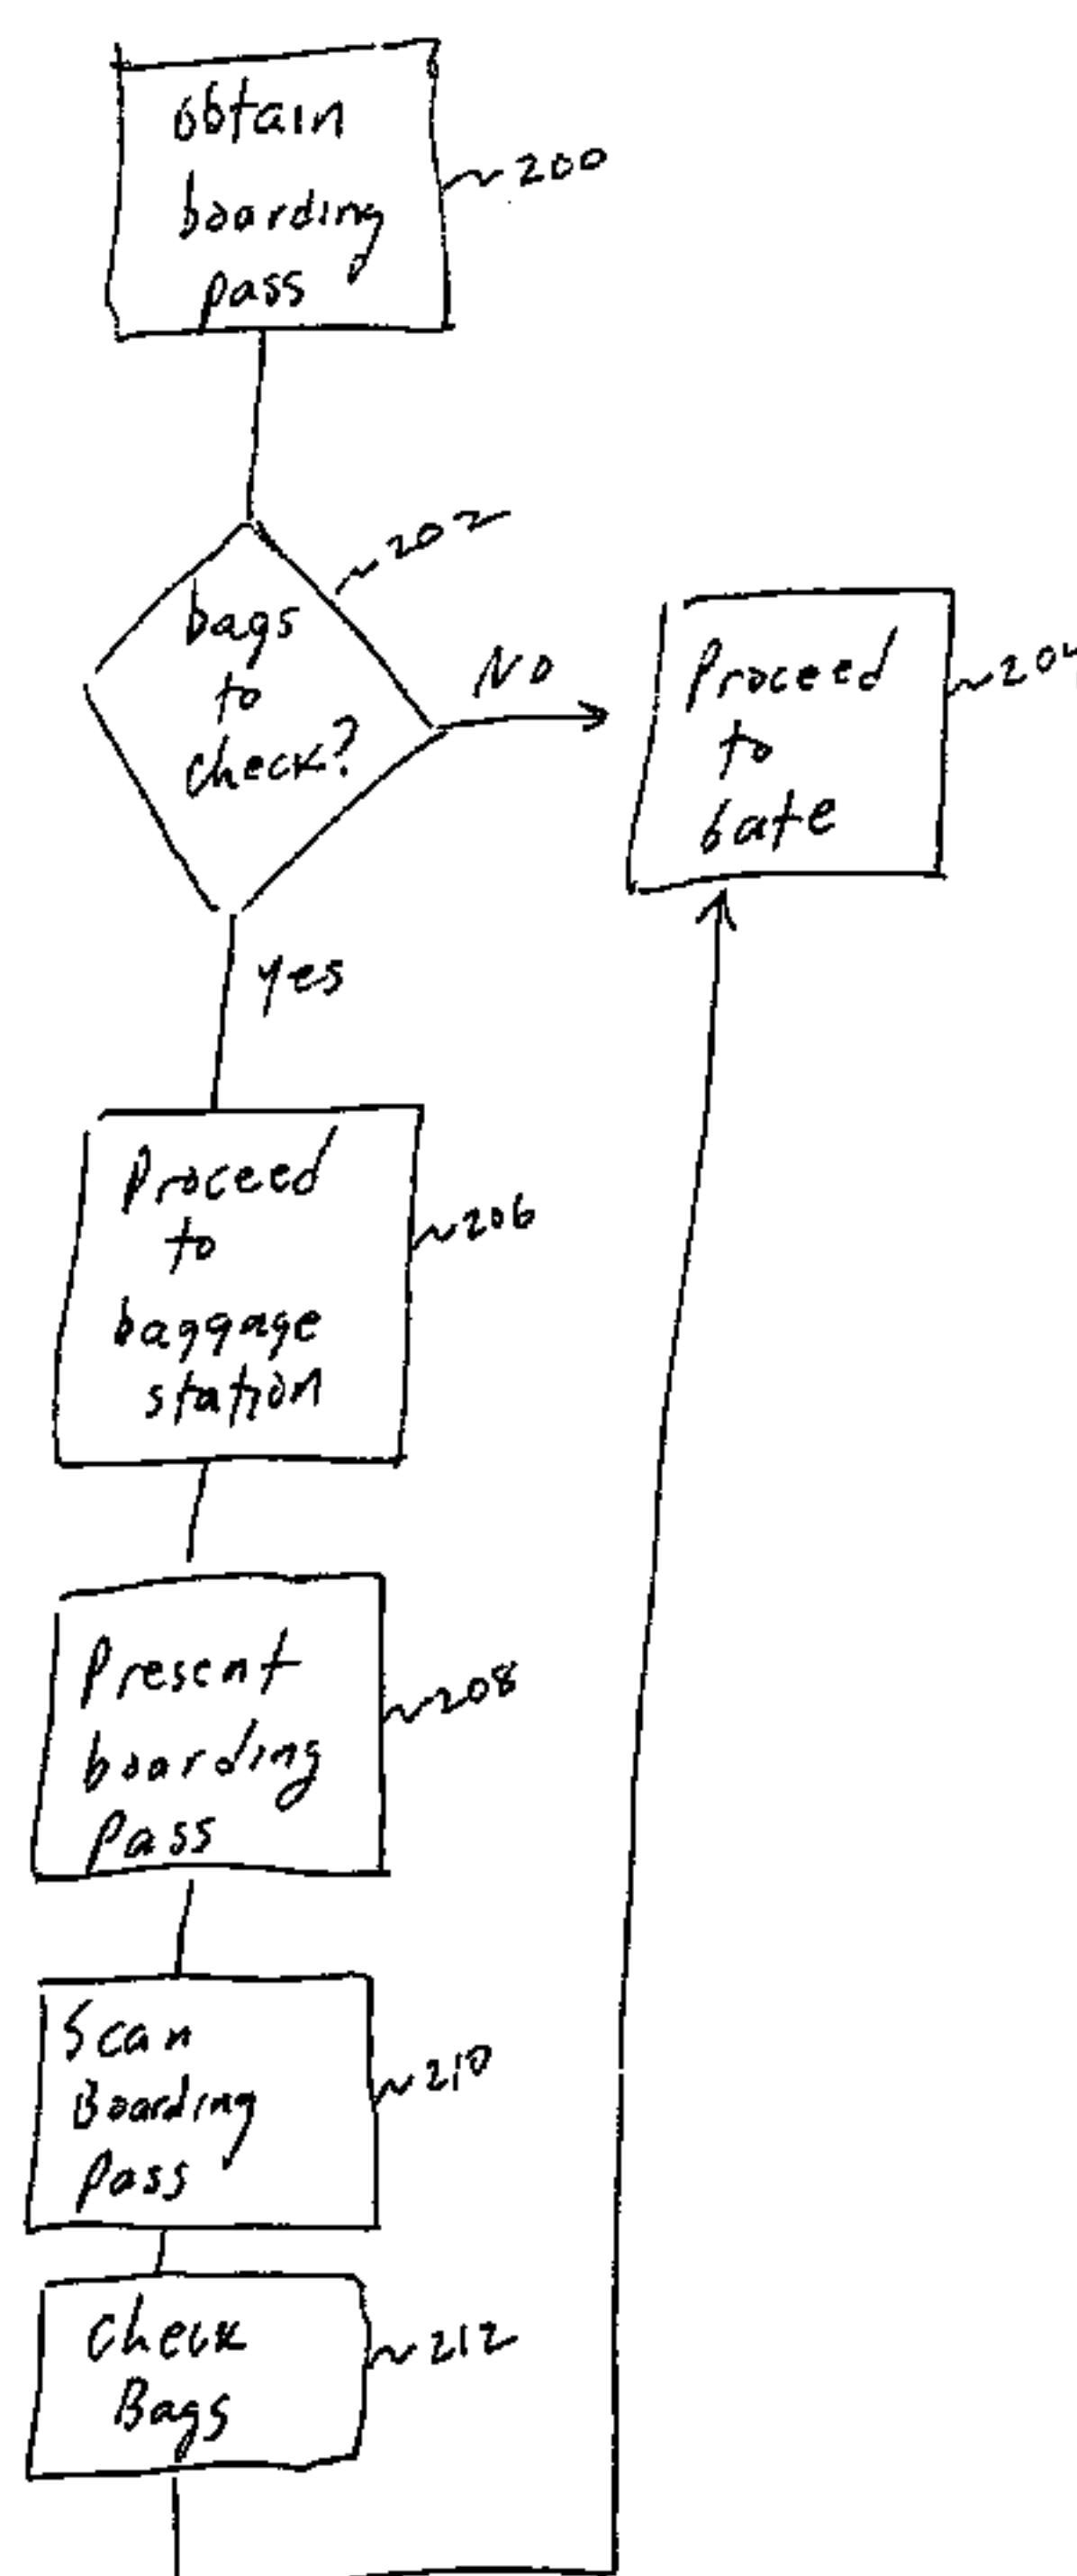 obtain
boarding
pass
~200
bags
to
check?
~202
NO
Proceed
to
Gate
~204
yes
Proceed
to
baggage
station
~206
Present
boarding
Pass
~208
Scan
Boarding
Pass
~210
Check
Bags
~212